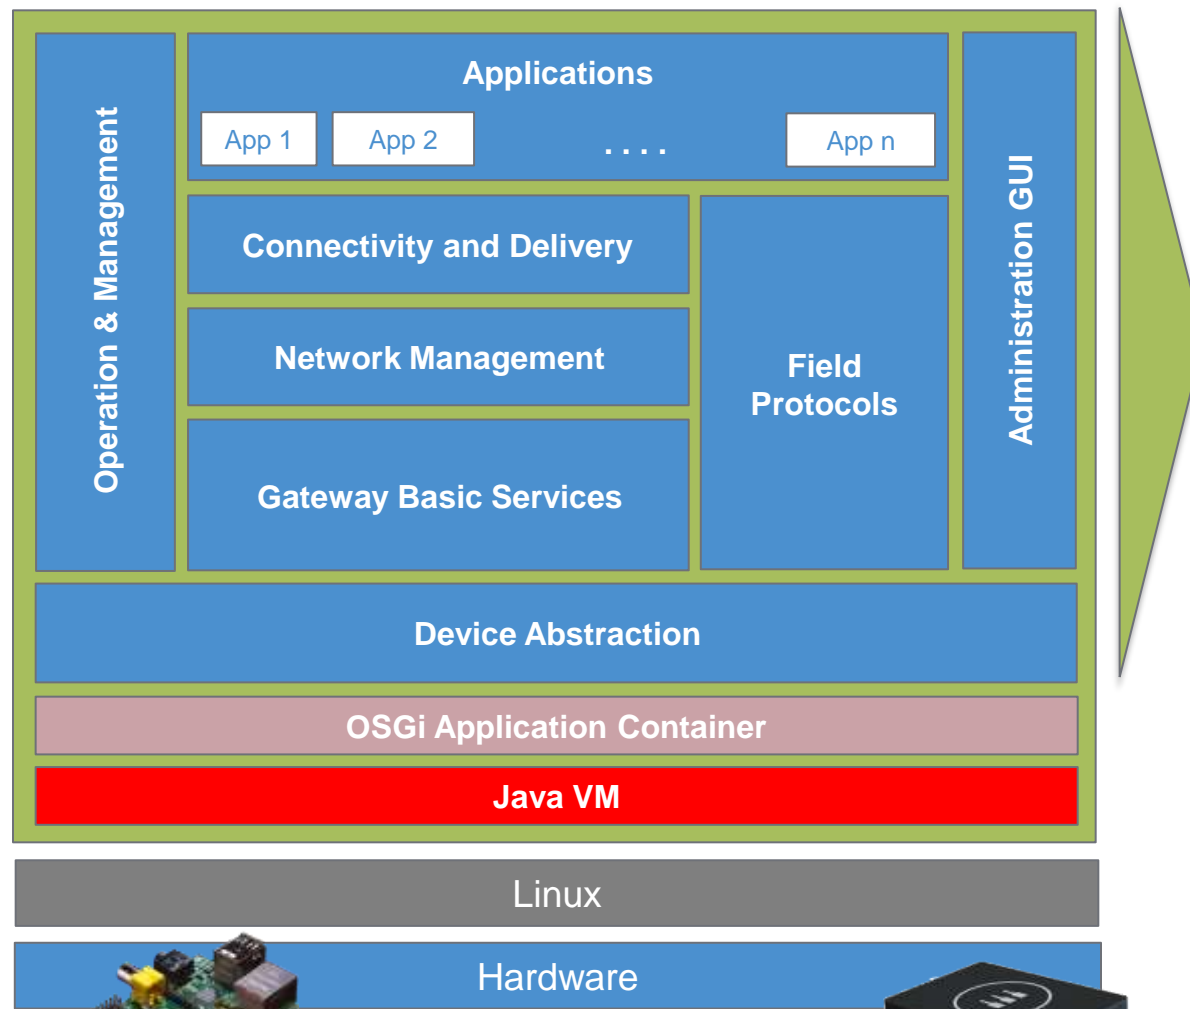 Applications
App 1
App 2
. . . .
App n
Operation & Management
Connectivity and Delivery
Network Management
Gateway Basic Services
Field
Protocols
Administration GUI
Device Abstraction
OSGi Application Container
Java VM
Linux
Hardware